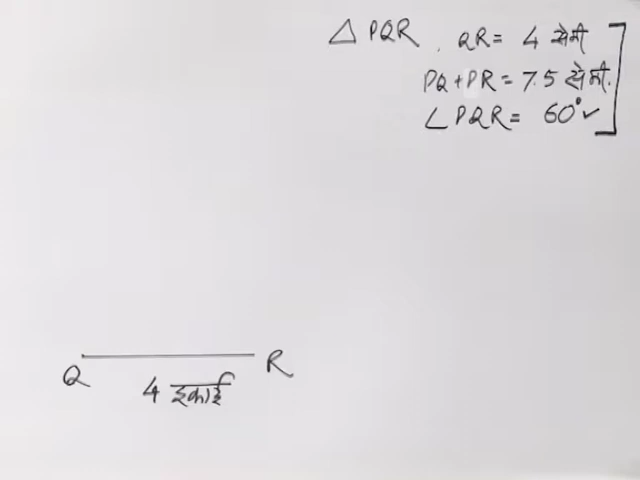 △ PQR . QR = 4 सेमी
PQ + PR = 7.5 सेमी.
∠ PQR = 60° ✓
Q R
4 इकाई